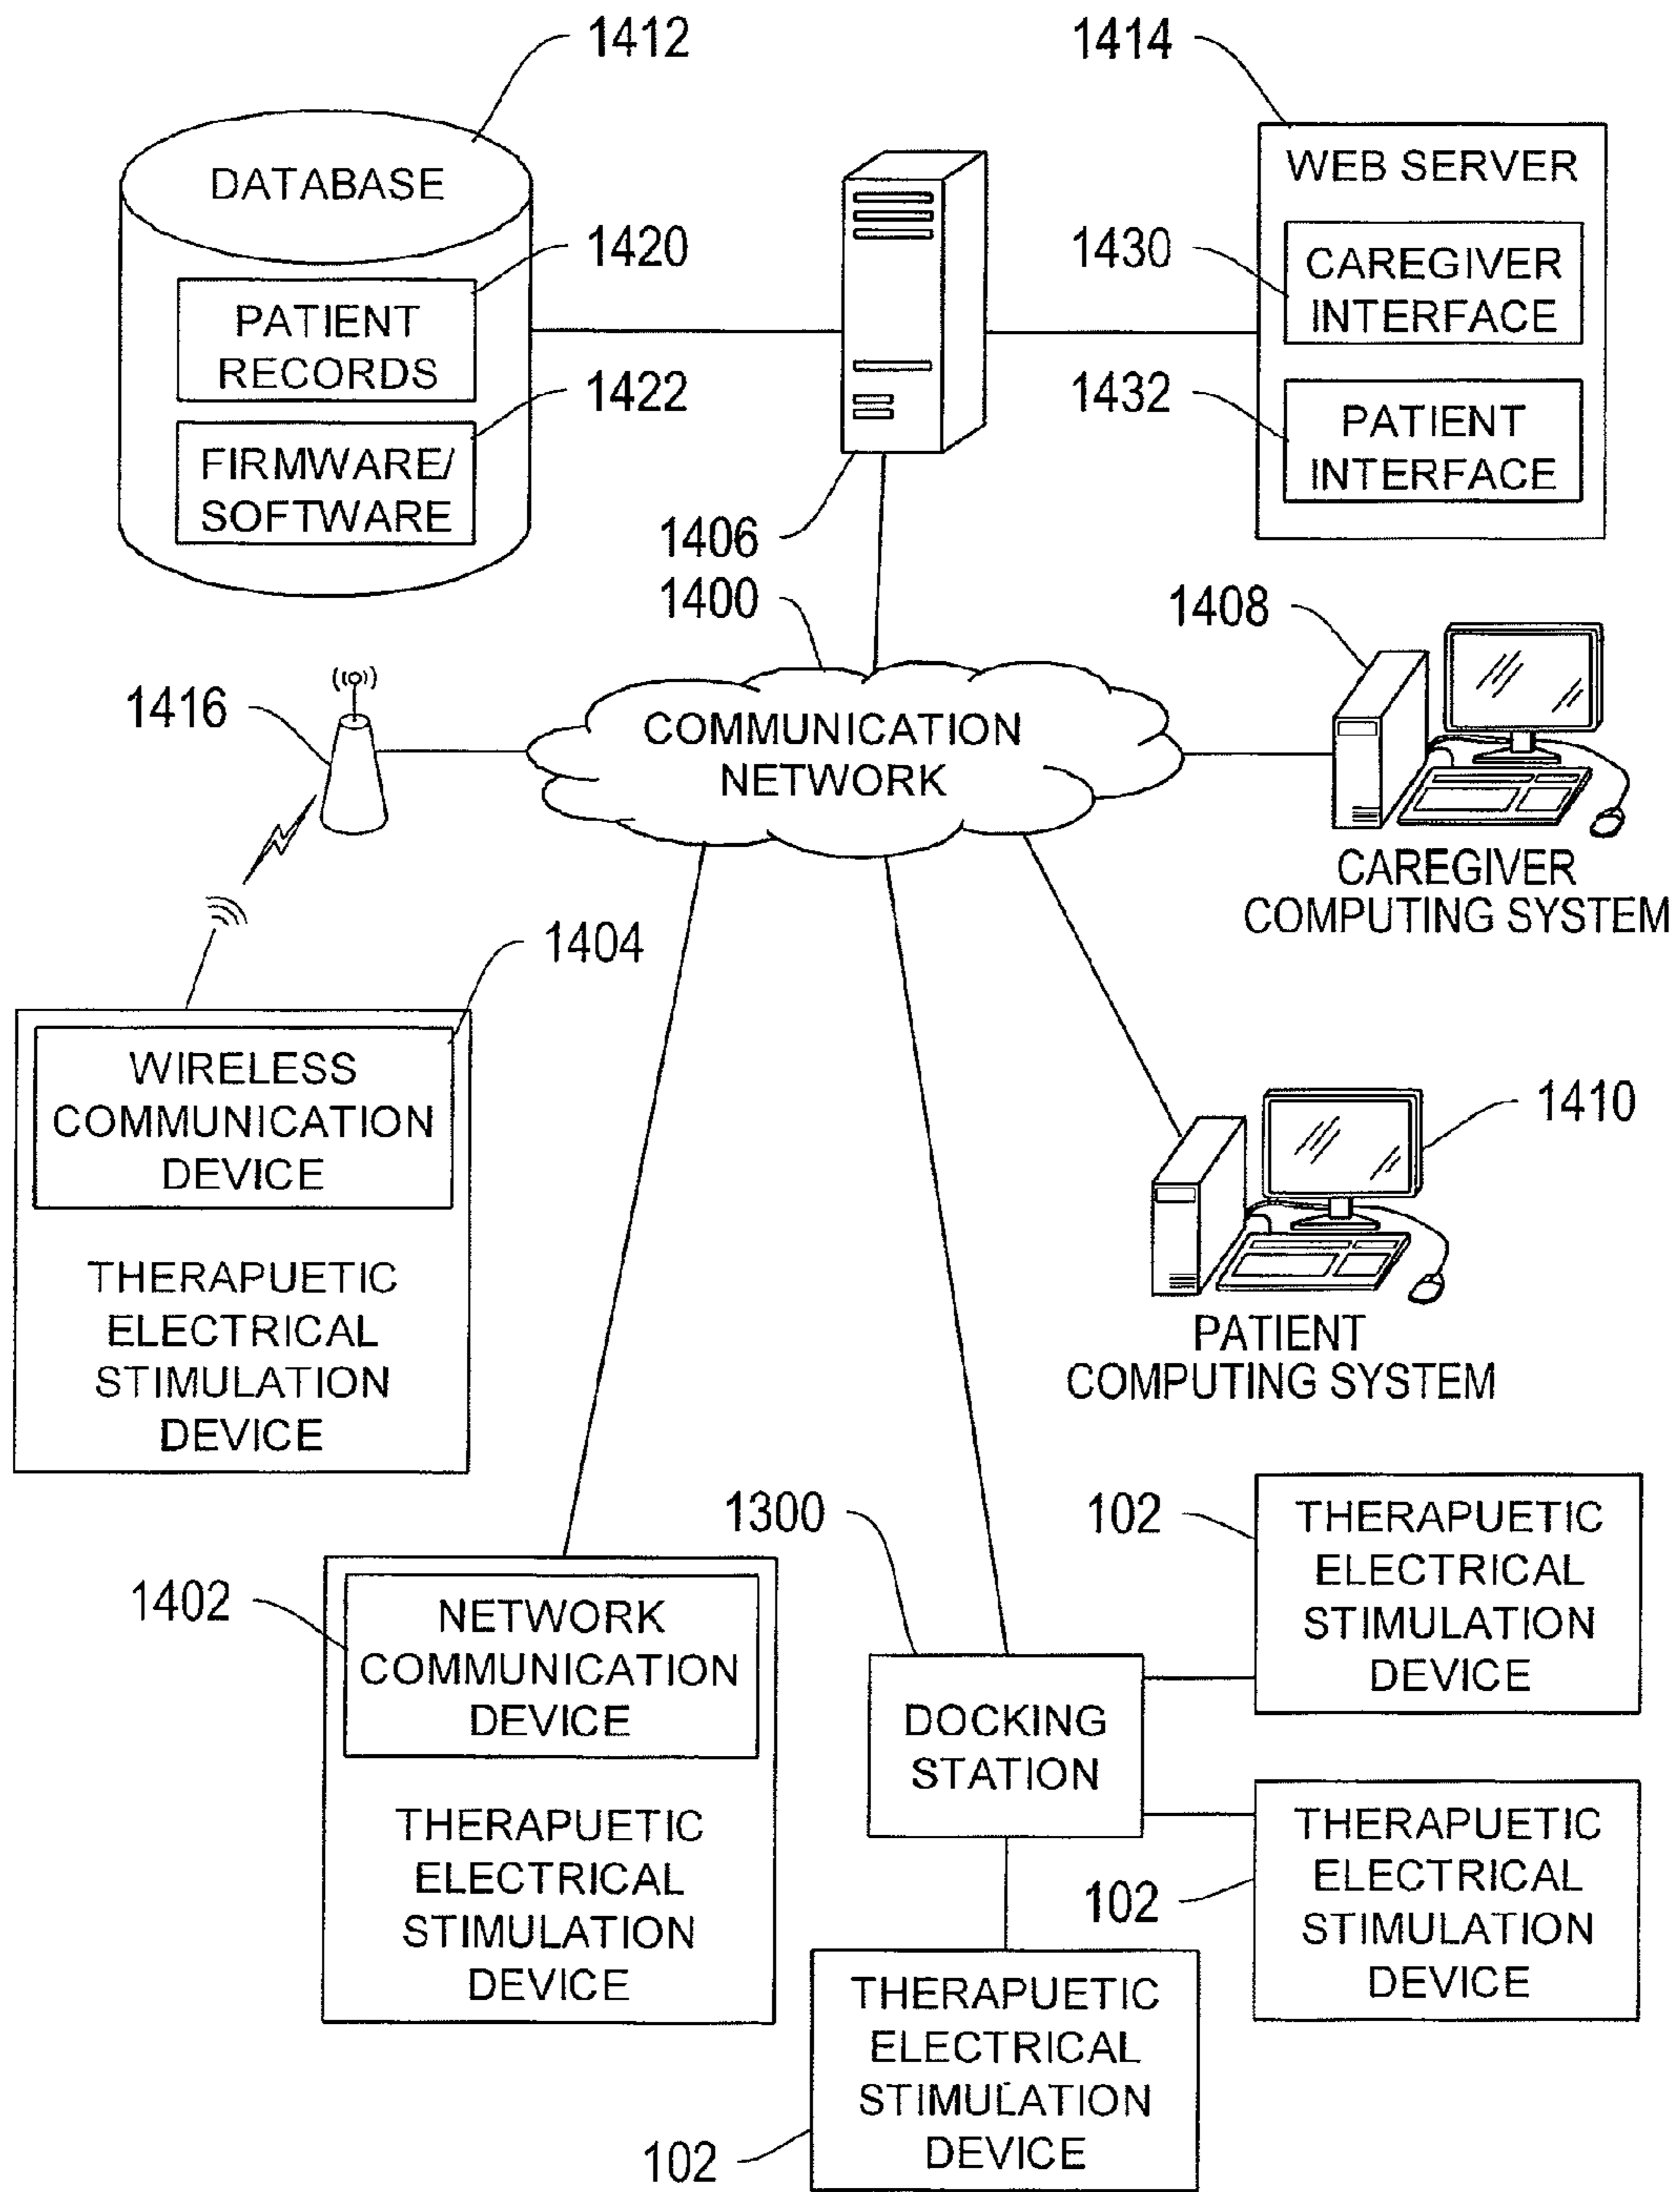 1412
1414
DATABASE
WEB SERVER
1420
1430
CAREGIVER
INTERFACE
PATIENT
RECORDS
1422
1432
PATIENT
INTERFACE
FIRMWARE/
SOFTWARE
1406
1400
1408
1416
COMMUNICATION
NETWORK
CAREGIVER
COMPUTING SYSTEM
1404
WIRELESS
COMMUNICATION
DEVICE
THERAPUETIC
ELECTRICAL
STIMULATION
DEVICE
1410
PATIENT
COMPUTING SYSTEM
1300
102
THERAPUETIC
ELECTRICAL
STIMULATION
DEVICE
1402
NETWORK
COMMUNICATION
DEVICE
THERAPUETIC
ELECTRICAL
STIMULATION
DEVICE
DOCKING
STATION
102
THERAPUETIC
ELECTRICAL
STIMULATION
DEVICE
102
THERAPUETIC
ELECTRICAL
STIMULATION
DEVICE